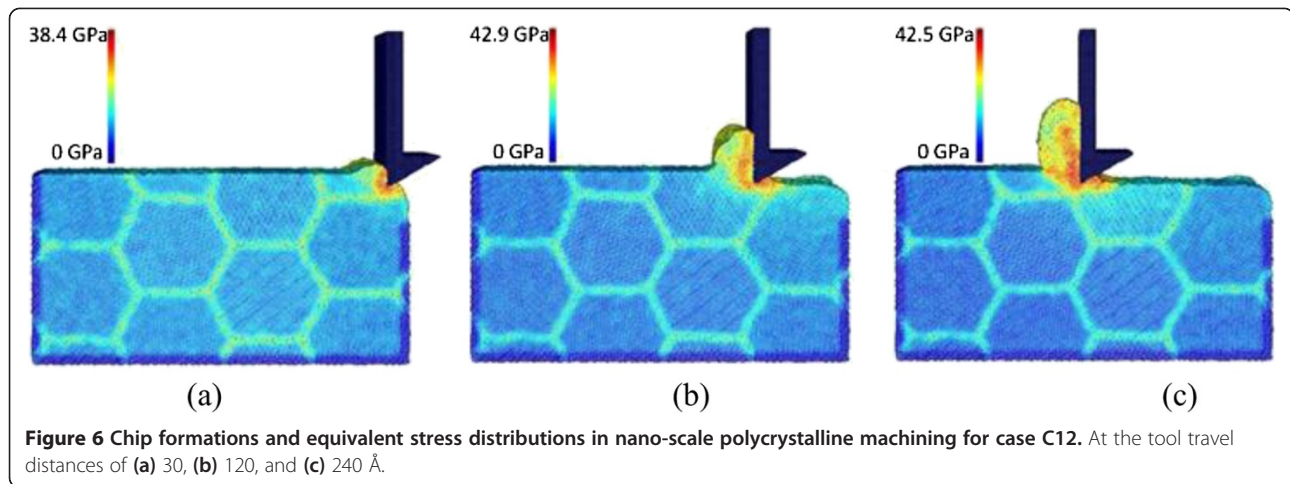 38.4 GPa
0 GPa
42.9 GPa
0 GPa
42.5 GPa
0 GPa
(a)
(b)
(c)
Figure 6 Chip formations and equivalent stress distributions in nano-scale polycrystalline machining for case C12. At the tool travel
distances of (a) 30, (b) 120, and (c) 240 Å.